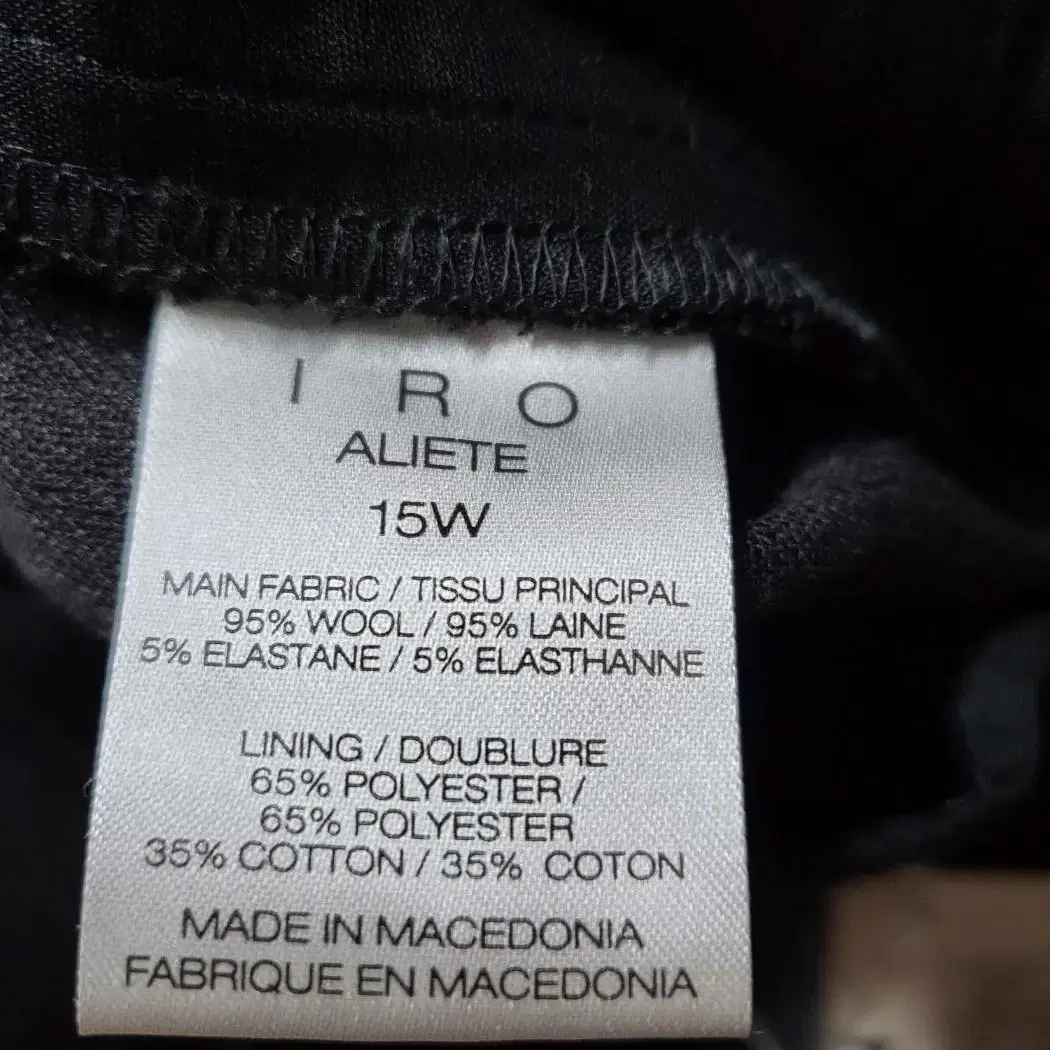 I R O
ALIETE
15W
MAIN FABRIC / TISSU PRINCIPAL
95% WOOL / 95% LAINE
5% ELASTANE / 5% ELASTHANNE
LINING / DOUBLURE
65% POLYESTER /
65% POLYESTER
35% COTTON / 35% COTON
MADE IN MACEDONIA
FABRIQUE EN MACEDONIA